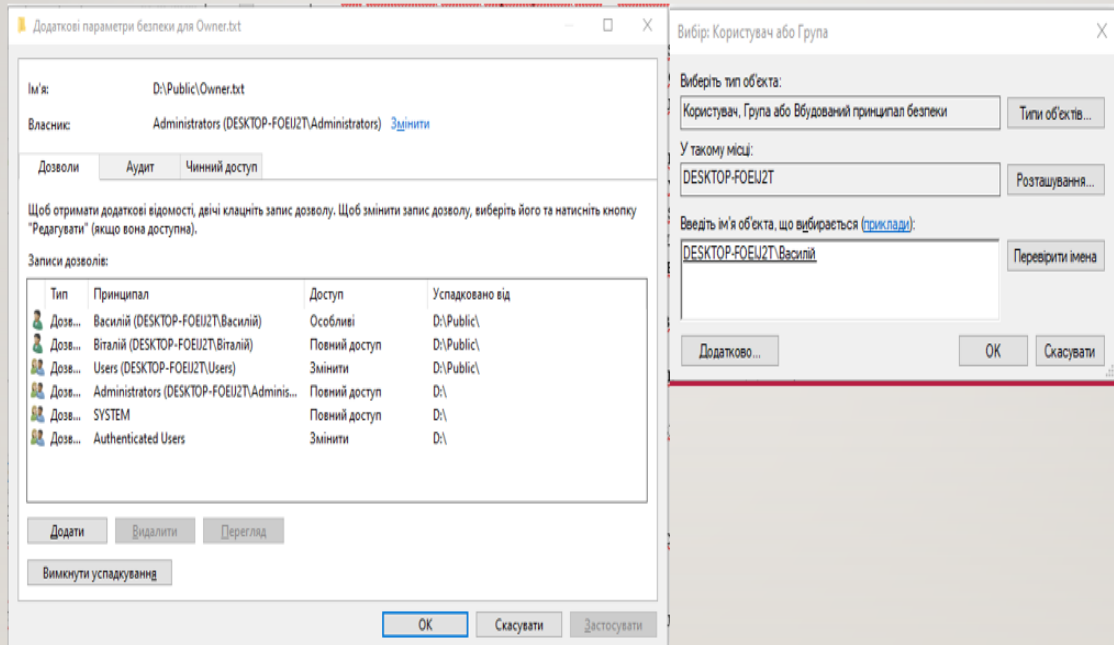 Додаткові параметри безпеки для Owner.txt
Ім'я: D:\Public\Owner.txt
Власник: Administrators (DESKTOP-FOEIJ2T\Administrators) Змінити
Дозволи Аудит Чинний доступ
Щоб отримати додаткові відомості, двічі клацніть запис дозволу. Щоб змінити запис дозволу, виберіть його та натисніть кнопку
"Редагувати" (якщо вона доступна).
Записи дозволів:
Тип Принципал Доступ Успадковано від
Дозв... Василій (DESKTOP-FOEIJ2T\Василій) Особливі D:\Public\
Дозв... Віталій (DESKTOP-FOEIJ2T\Віталій) Повний доступ D:\Public\
Дозв... Users (DESKTOP-FOEIJ2T\Users) Змінити D:\Public\
Дозв... Administrators (DESKTOP-FOEIJ2T\Adminis... Повний доступ D:\
Дозв... SYSTEM Повний доступ D:\
Дозв... Authenticated Users Змінити D:\
Додати Видалити Перегляд
Вимкнути успадкування
ОК Скасувати Застосувати
Вибір: Користувач або Група
Виберіть тип об'єкта:
Користувач, Група або Вбудований принципал безпеки Типи об'єктів...
У такому місці:
DESKTOP-FOEIJ2T Розташування...
Введіть ім'я об'єкта, що вибирається (приклади):
DESKTOP-FOEIJ2T\Василій Перевірити імена
Додатково... ОК Скасувати